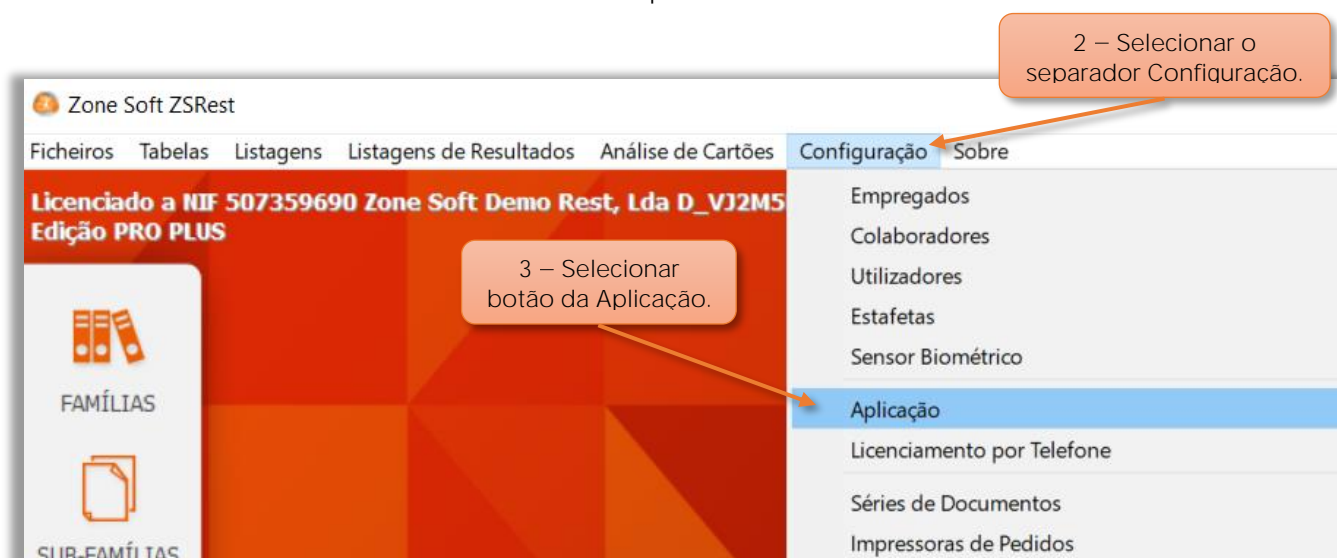 2 – Selecionar o
separador Configuração.
Zone Soft ZSRest
Ficheiros Tabelas Listagens Listagens de Resultados Análise de Cartões Configuração Sobre
Licenciado a NIF 507359690 Zone Soft Demo Rest, Lda D_VJ2M5
Edição PRO PLUS
Empregados
Colaboradores
Utilizadores
Estafetas
Sensor Biométrico
3 – Selecionar
botão da Aplicação.
Aplicação
Licenciamento por Telefone
Séries de Documentos
Impressoras de Pedidos
FAMÍLIAS
SUB-FAMÍLIAS